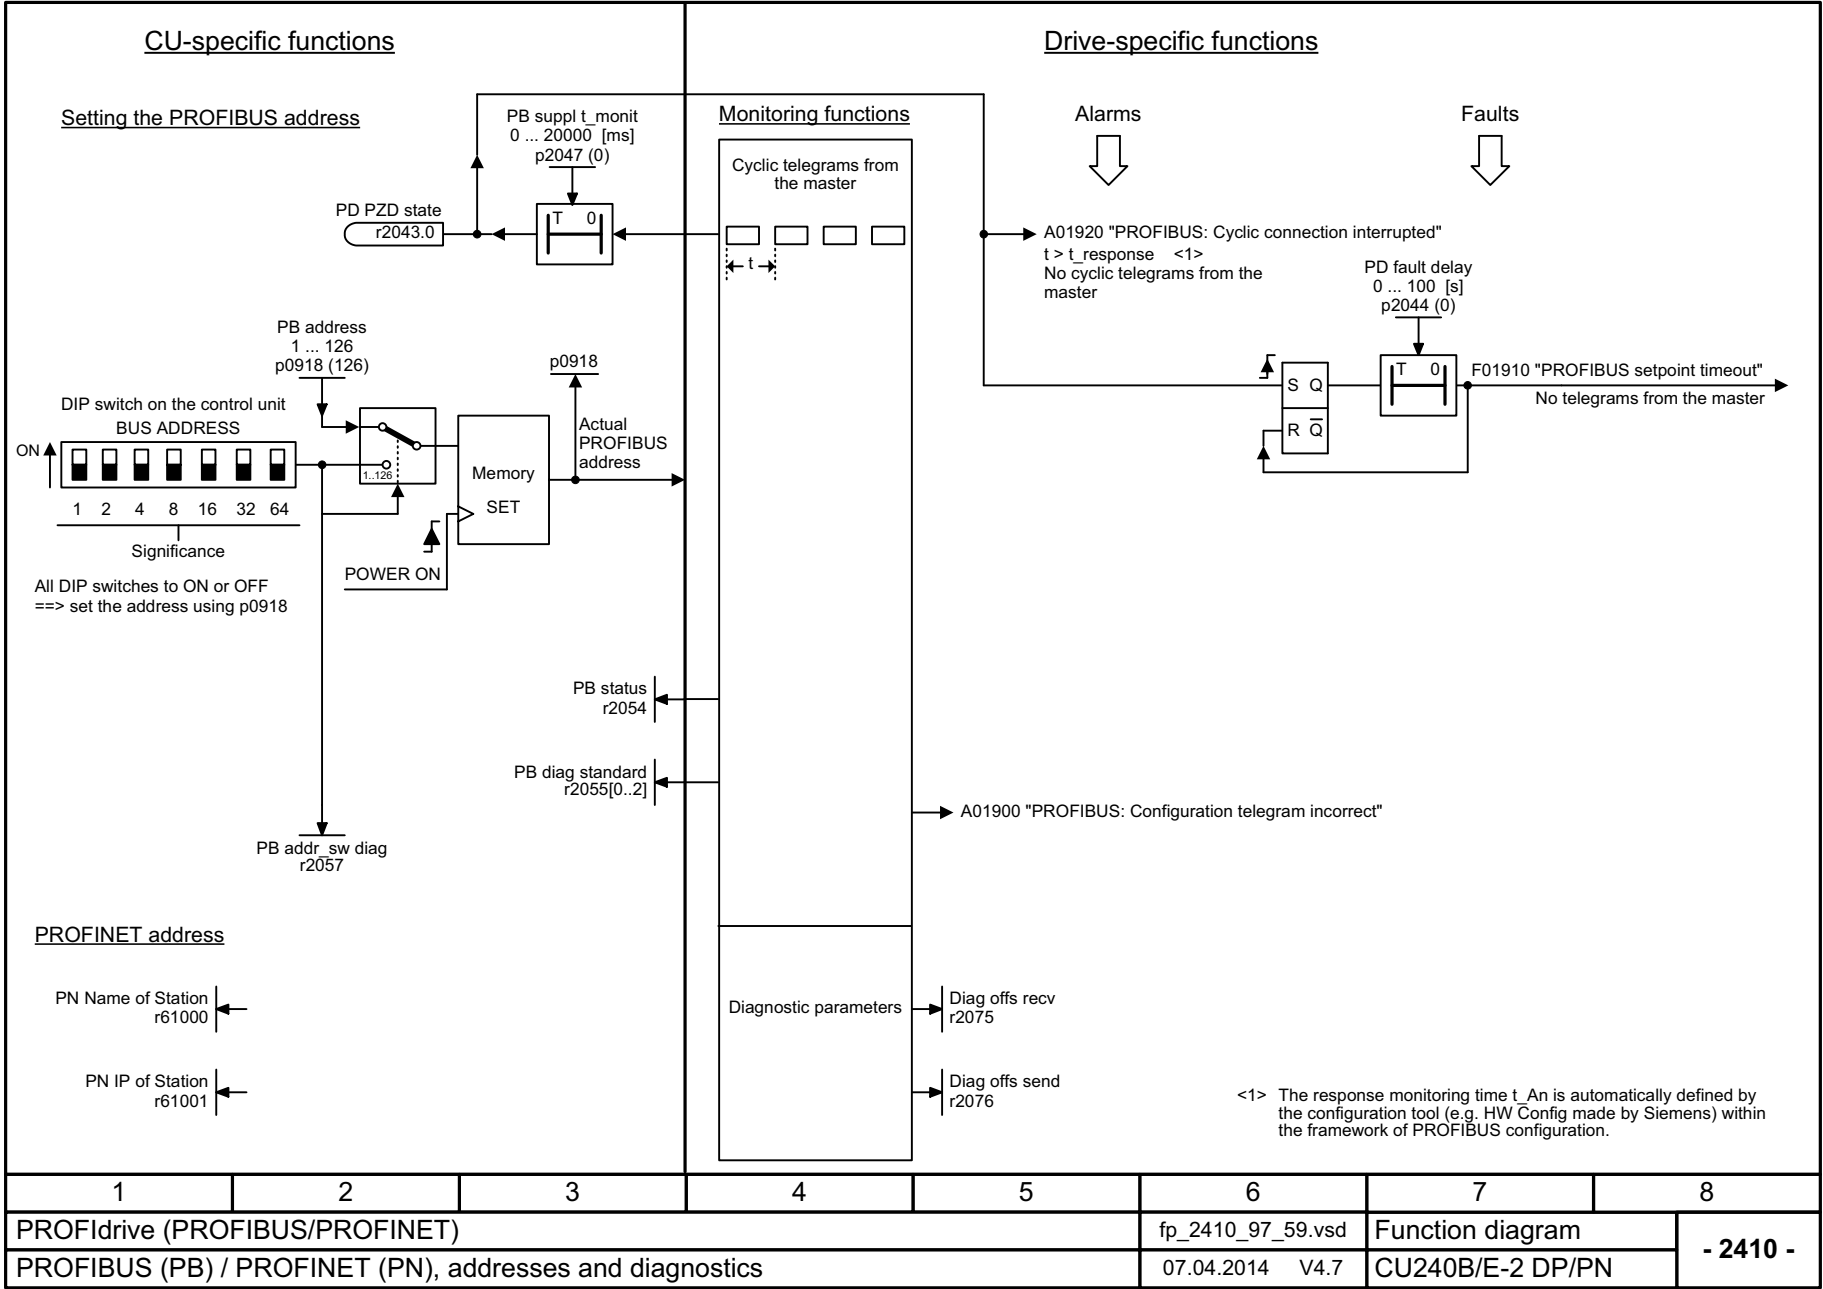 CU-specific functions
Drive-specific functions
Setting the PROFIBUS address
PB suppl t_monit
0 ... 20000 [ms]
p2047 (0)
T 0
PD PZD state
r2043.0
Monitoring functions
Cyclic telegrams from
the master
t
Alarms
Faults
A01920 "PROFIBUS: Cyclic connection interrupted"
t > t_response <1>
No cyclic telegrams from the
master
PD fault delay
0 ... 100 [s]
p2044 (0)
T 0
S Q
R Q̅
F01910 "PROFIBUS setpoint timeout"
No telegrams from the master
PB address
1 ... 126
p0918 (126)
DIP switch on the control unit
BUS ADDRESS
ON
1 2 4 8 16 32 64
Significance
1..126
All DIP switches to ON or OFF
==> set the address using p0918
Memory
SET
POWER ON
p0918
Actual
PROFIBUS
address
PB status
r2054
PB diag standard
r2055[0..2]
PB addr_sw diag
r2057
A01900 "PROFIBUS: Configuration telegram incorrect"
PROFINET address
PN Name of Station
r61000
PN IP of Station
r61001
Diagnostic parameters
Diag offs recv
r2075
Diag offs send
r2076
<1> The response monitoring time t_An is automatically defined by
the configuration tool (e.g. HW Config made by Siemens) within
the framework of PROFIBUS configuration.
1 2 3 4 5 6 7 8
PROFIdrive (PROFIBUS/PROFINET)
fp_2410_97_59.vsd
Function diagram
- 2410 -
PROFIBUS (PB) / PROFINET (PN), addresses and diagnostics
07.04.2014 V4.7
CU240B/E-2 DP/PN